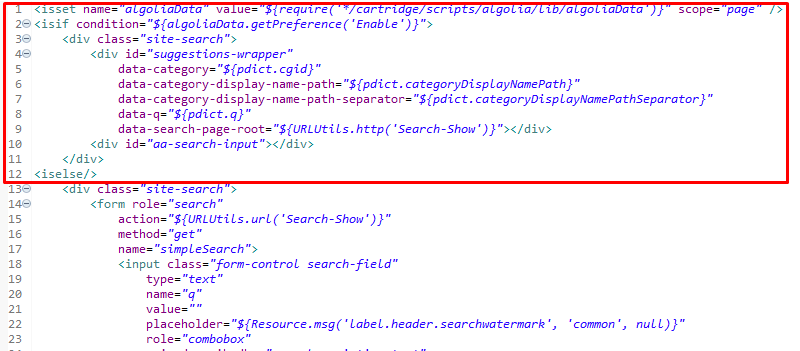 1 <isset name="algoliaData" value="${require('*/cartridge/scripts/algolia/lib/algoliaData')}" scope="page" />
2 <isif condition="${algoliaData.getPreference('Enable')}">
3 <div class="site-search">
4 <div id="suggestions-wrapper"
5 data-category="${pdict.cgid}"
6 data-category-display-name-path="${pdict.categoryDisplayNamePath}"
7 data-category-display-name-path-separator="${pdict.categoryDisplayNamePathSeparator}"
8 data-q="${pdict.q}"
9 data-search-page-root="${URLUtils.http('Search-Show')}"></div>
10 <div id="aa-search-input"></div>
11 </div>
12 <iselse/>
13 <div class="site-search">
14 <form role="search"
15 action="${URLUtils.url('Search-Show')}"
16 method="get"
17 name="simpleSearch">
18 <input class="form-control search-field"
19 type="text"
20 name="q"
21 value=""
22 placeholder="${Resource.msg('label.header.searchwatermark', 'common', null)}"
23 role="combobox"